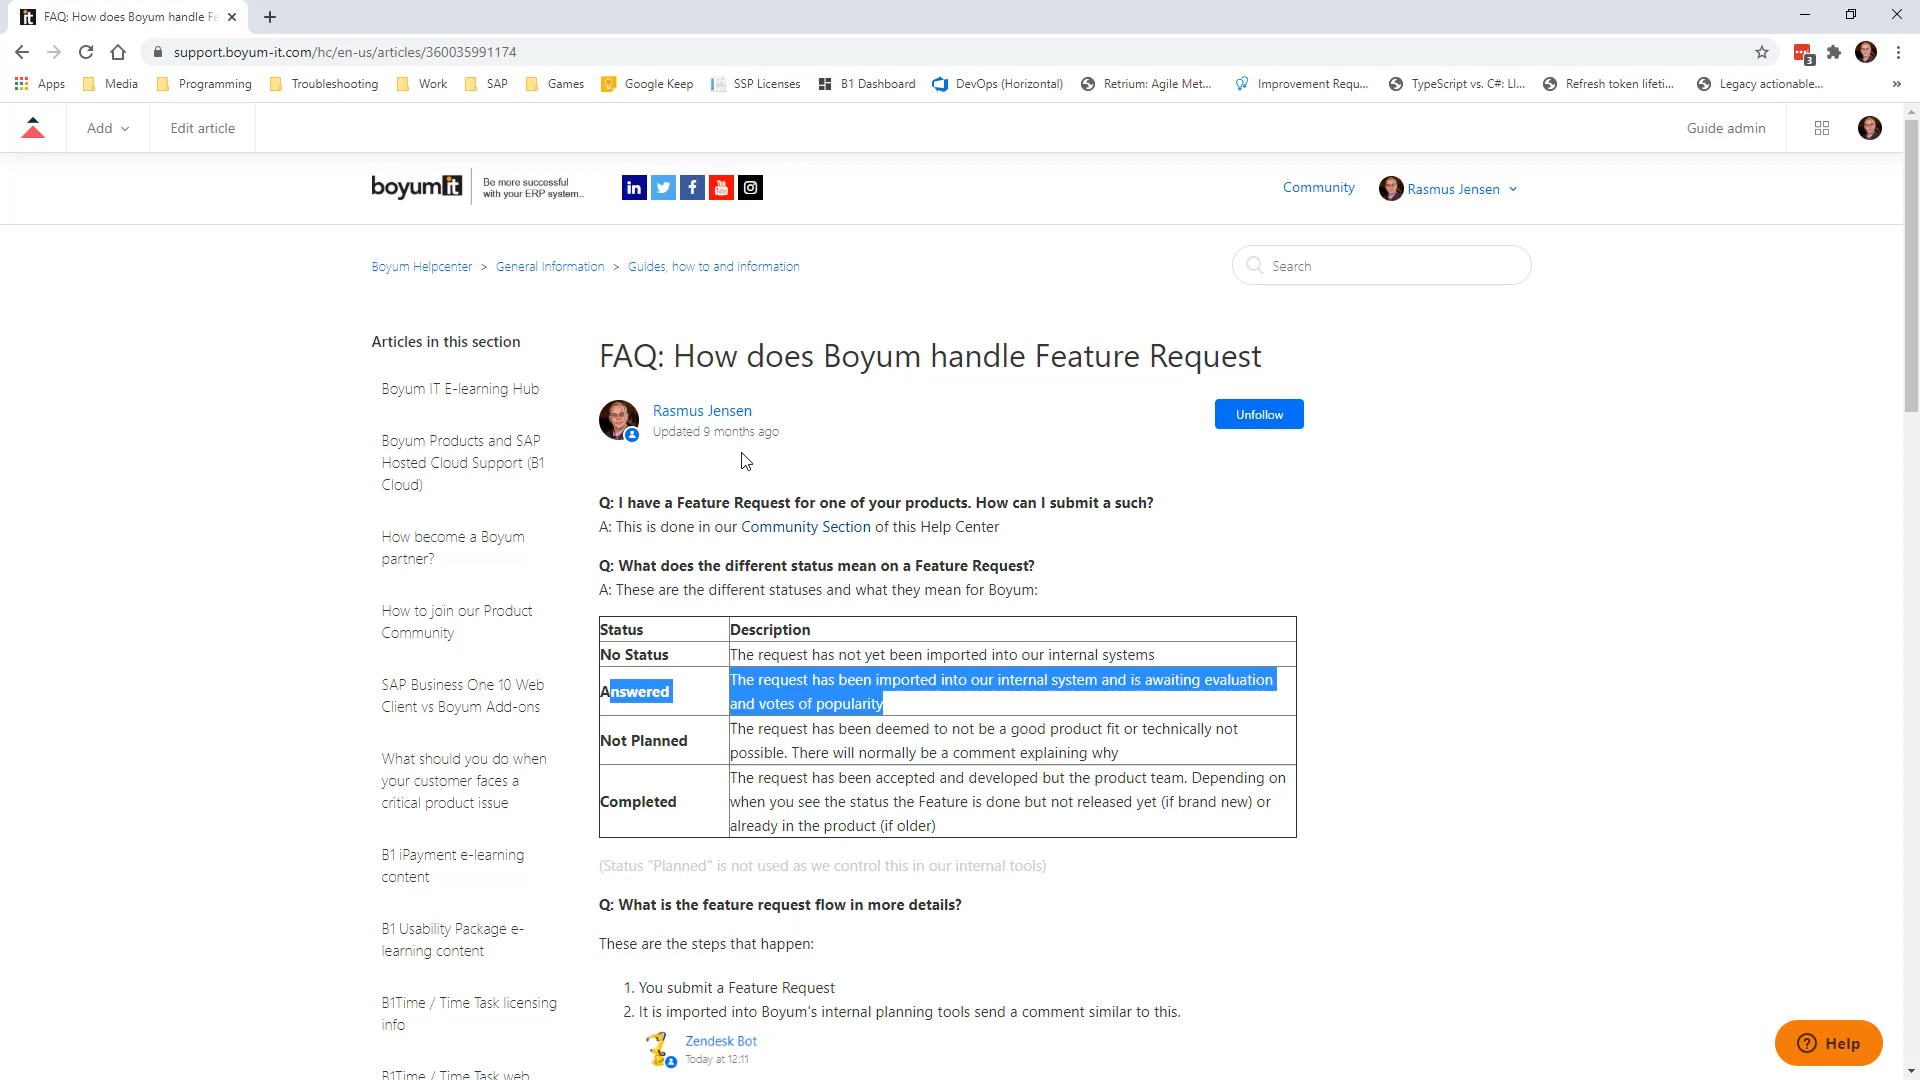 FAQ: How does Boyum handle Fe
support.boyum-it.com/hc/en-us/articles/360035991174
3
Apps Media Programming Troubleshooting Work SAP Games Google Keep SSP Licenses B1 Dashboard DevOps (Horizontal) Retrium: Agile Met... Improvement Requ... TypeScript vs. C#: LI... Refresh token lifeti... Legacy actionable... »
Add Edit article Guide admin
boyumit Be more successful
with your ERP system..
Community Rasmus Jensen
Boyum Helpcenter > General Information > Guides, how to and information
Search
Articles in this section
Boyum IT E-learning Hub
Boyum Products and SAP
Hosted Cloud Support (B1
Cloud)
How become a Boyum
partner?
How to join our Product
Community
SAP Business One 10 Web
Client vs Boyum Add-ons
What should you do when
your customer faces a
critical product issue
B1 iPayment e-learning
content
B1 Usability Package e-
learning content
B1Time / Time Task licensing
info
B1Time / Time Task web
FAQ: How does Boyum handle Feature Request
Rasmus Jensen
Updated 9 months ago
Unfollow
Q: I have a Feature Request for one of your products. How can I submit a such?
A: This is done in our Community Section of this Help Center
Q: What does the different status mean on a Feature Request?
A: These are the different statuses and what they mean for Boyum:
Status Description
No Status The request has not yet been imported into our internal systems
Answered The request has been imported into our internal system and is awaiting evaluation
and votes of popularity
Not Planned The request has been deemed to not be a good product fit or technically not
possible. There will normally be a comment explaining why
Completed The request has been accepted and developed but the product team. Depending on
when you see the status the Feature is done but not released yet (if brand new) or
already in the product (if older)
(Status "Planned" is not used as we control this in our internal tools)
Q: What is the feature request flow in more details?
These are the steps that happen:
1. You submit a Feature Request
2. It is imported into Boyum's internal planning tools send a comment similar to this.
Zendesk Bot
Today at 12:11
Help